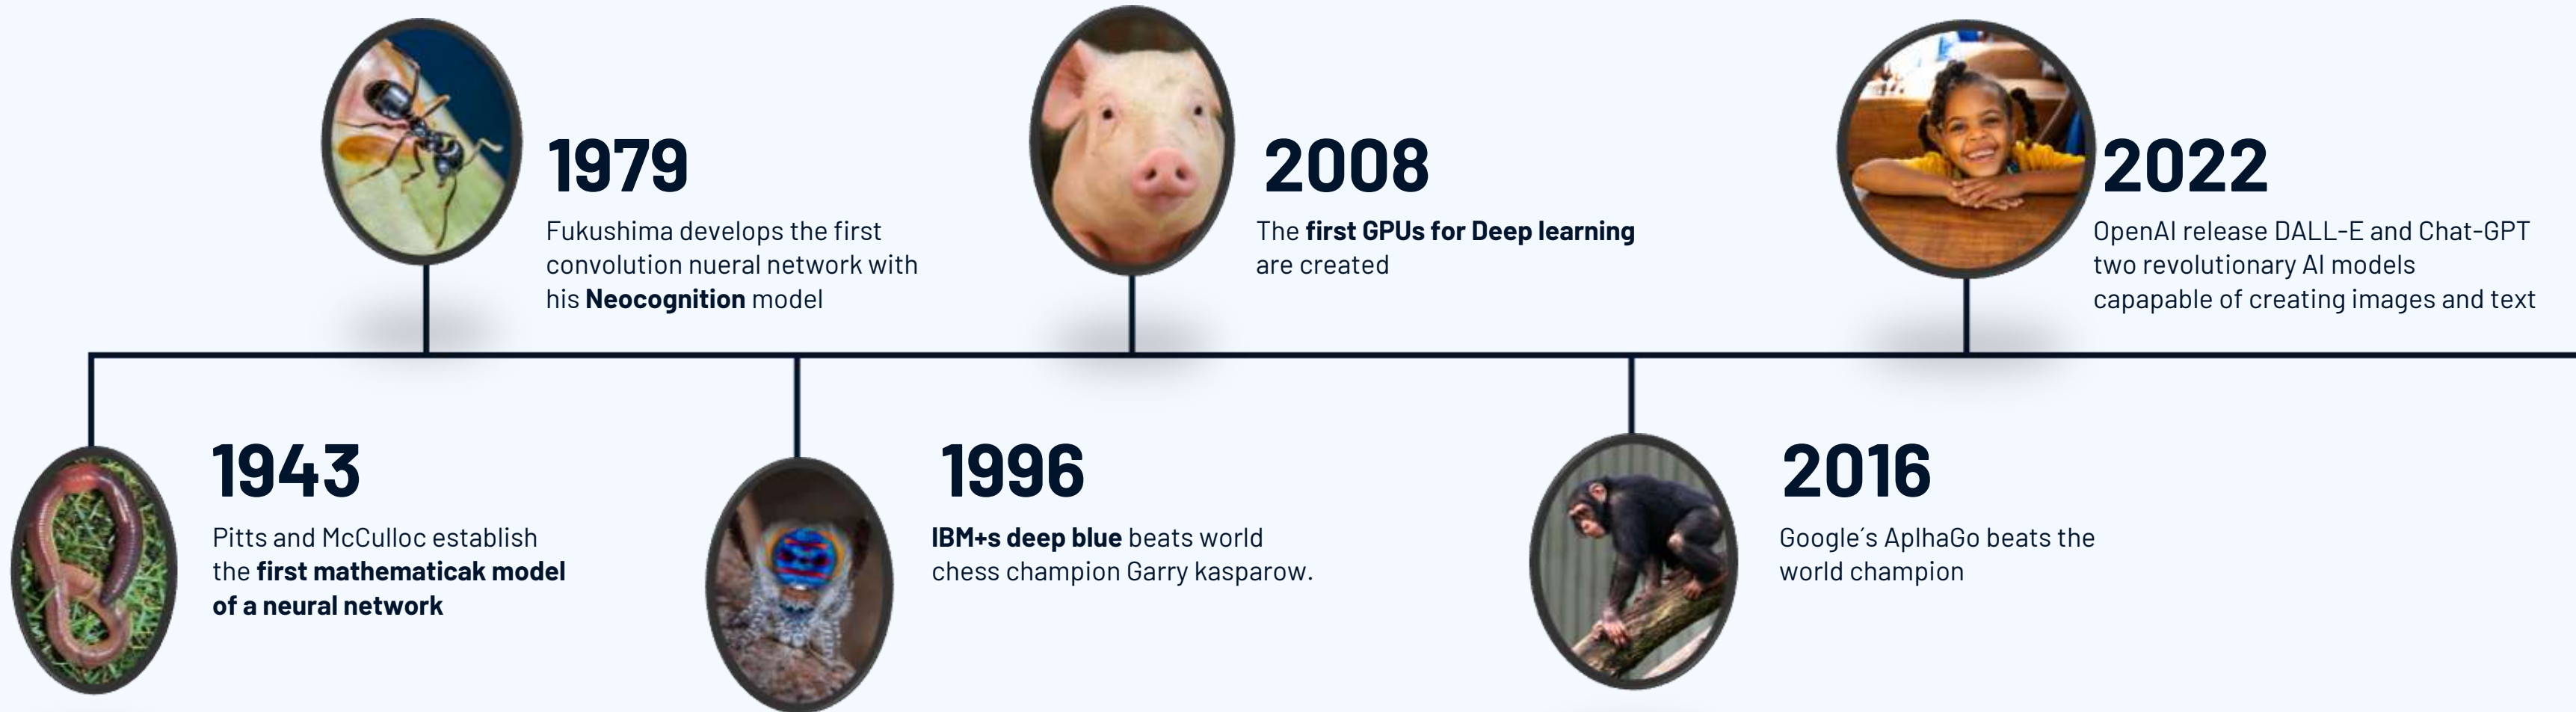 1979
Fukushima develops the first
convolution nueral network with
his Neocognition model
2008
The first GPUs for Deep learning
are created
2022
OpenAI release DALL-E and Chat-GPT
two revolutionary AI models
capapable of creating images and text
1943
Pitts and McCulloc establish
the first mathematicak model
of a neural network
1996
IBM+s deep blue beats world
chess champion Garry kasparow.
2016
Google´s AplhaGo beats the
world champion